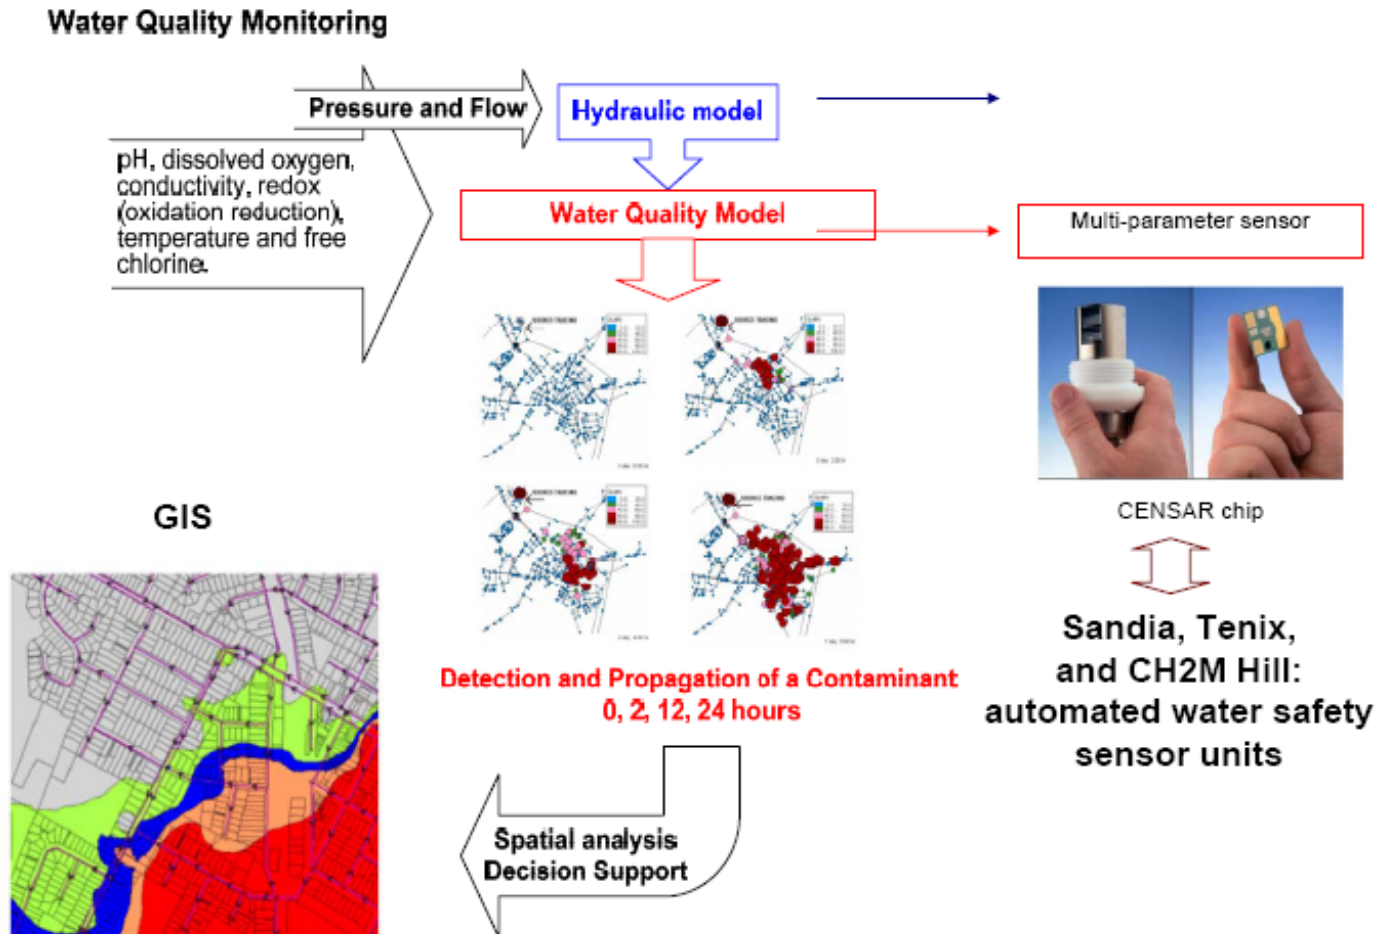 Water Quality Monitoring
Pressure and Flow
Hydraulic model
pH, dissolved oxygen,
conductivity, redox
(oxidation reduction),
temperature and free
chlorine.
Water Quality Model
Multi-parameter sensor
CENSAR chip
GIS
Sandia, Tenix,
and CH2M Hill:
automated water safety
sensor units
Detection and Propagation of a Contaminant
0, 2, 12, 24 hours
Spatial analysis
Decision Support